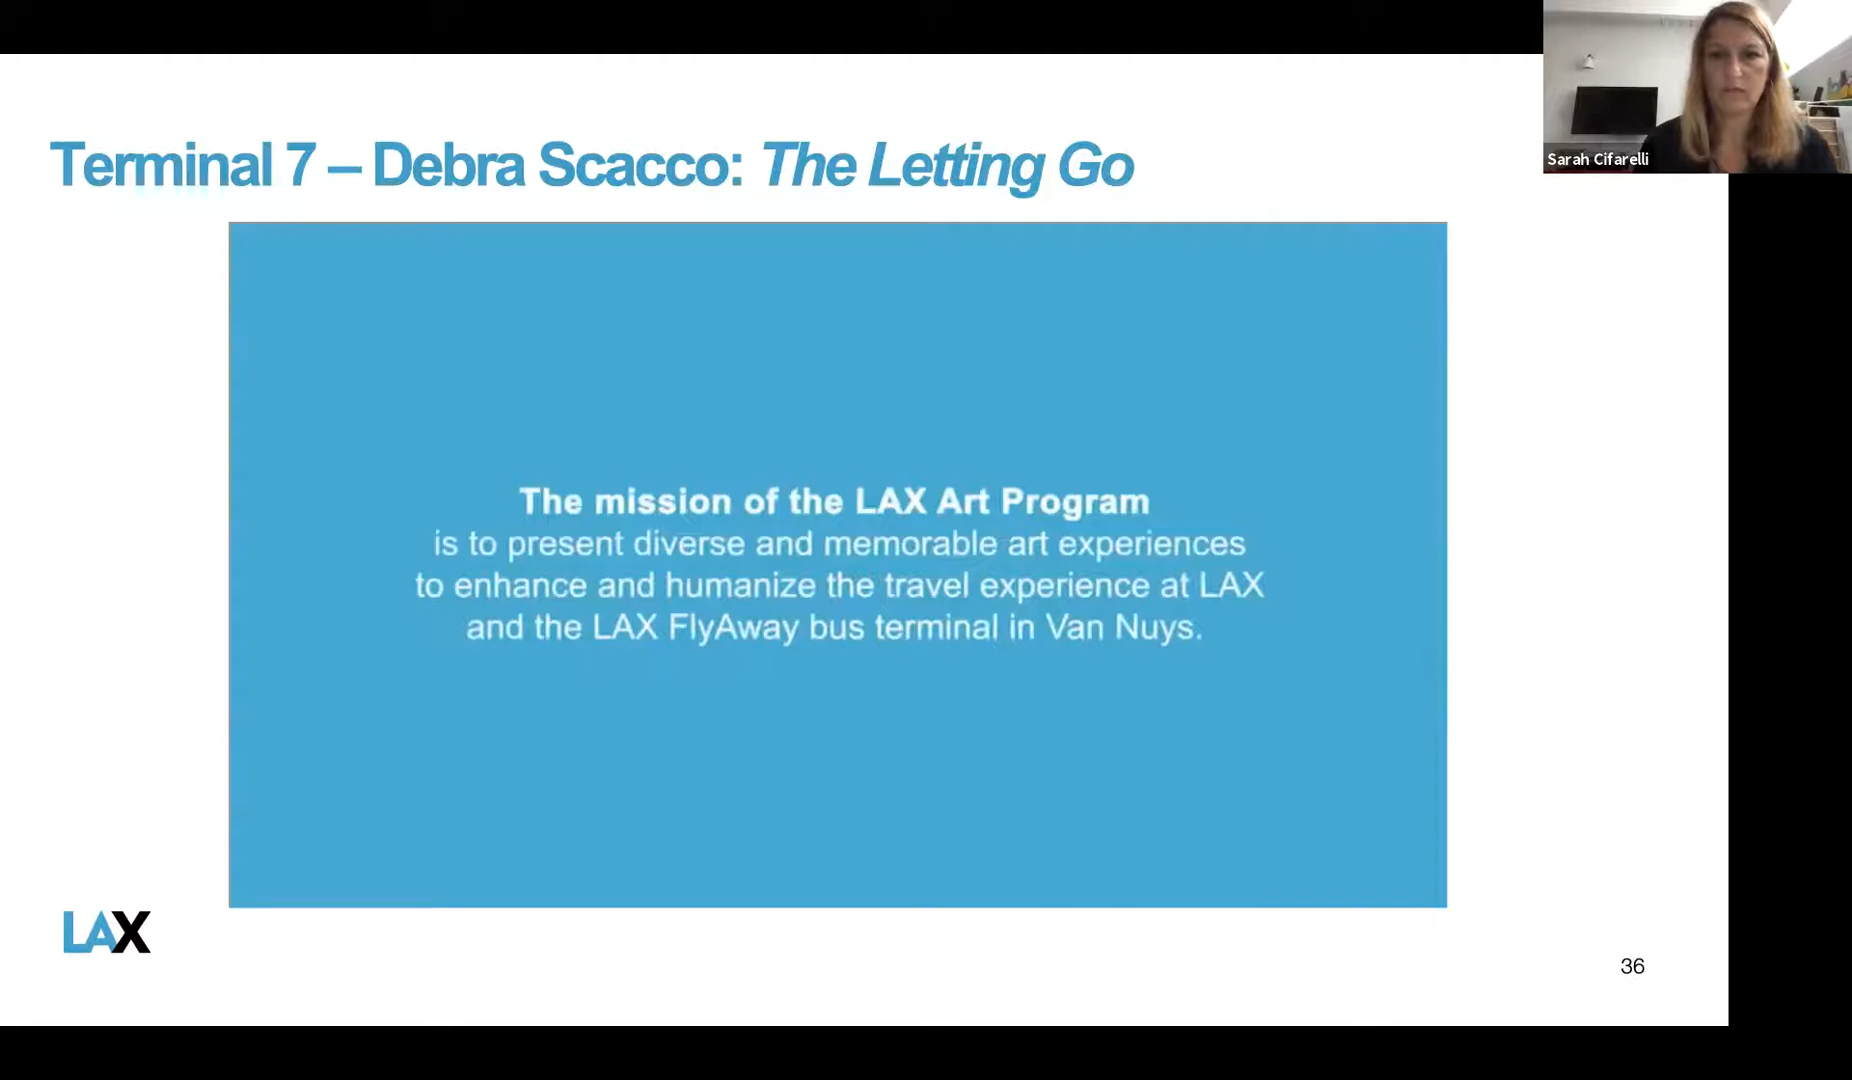 Terminal 7 – Debra Scacco: The Letting Go
Sarah Cifarelli
The mission of the LAX Art Program
is to present diverse and memorable art experiences
to enhance and humanize the travel experience at LAX
and the LAX FlyAway bus terminal in Van Nuys.
LAX
36